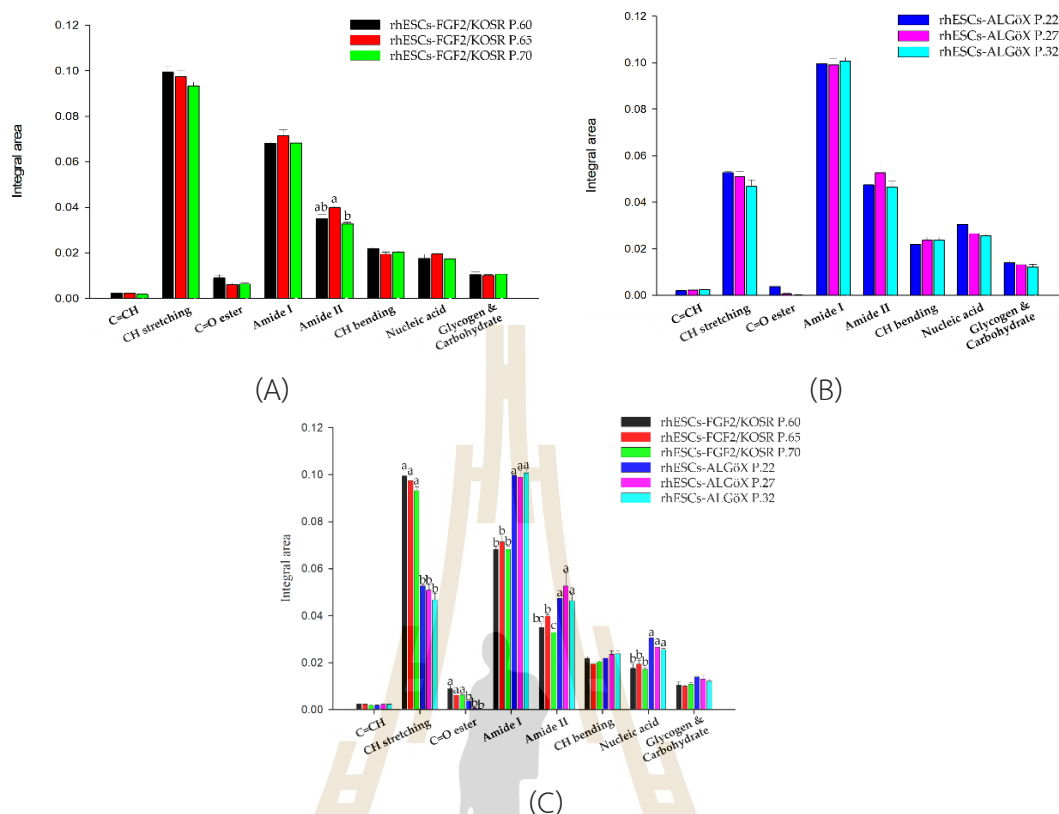 0.12
0.10
0.08
0.06
0.04
0.02
0.00
Integral area
rhESCs-FGF2/KOSR P.60
rhESCs-FGF2/KOSR P.65
rhESCs-FGF2/KOSR P.70
ab
a
b
C=CH
CH stretching
C=O ester
Amide I
Amide II
CH bending
Nucleic acid
Glycogen &
Carbohydrate
(A)
0.12
0.10
0.08
0.06
0.04
0.02
0.00
Integral area
rhESCs-ALGöX P.22
rhESCs-ALGöX P.27
rhESCs-ALGöX P.32
C=CH
CH stretching
C=O ester
Amide I
Amide II
CH bending
Nucleic acid
Glycogen &
Carbohydrate
(B)
0.12
0.10
0.08
0.06
0.04
0.02
0.00
Integral area
rhESCs-FGF2/KOSR P.60
rhESCs-FGF2/KOSR P.65
rhESCs-FGF2/KOSR P.70
rhESCs-ALGöX P.22
rhESCs-ALGöX P.27
rhESCs-ALGöX P.32
a a a b b b
a a a b b b
b b b a a a
bc b c a a a
b b b a a a
C=CH
CH stretching
C=O ester
Amide I
Amide II
CH bending
Nucleic acid
Glycogen &
Carbohydrate
(C)